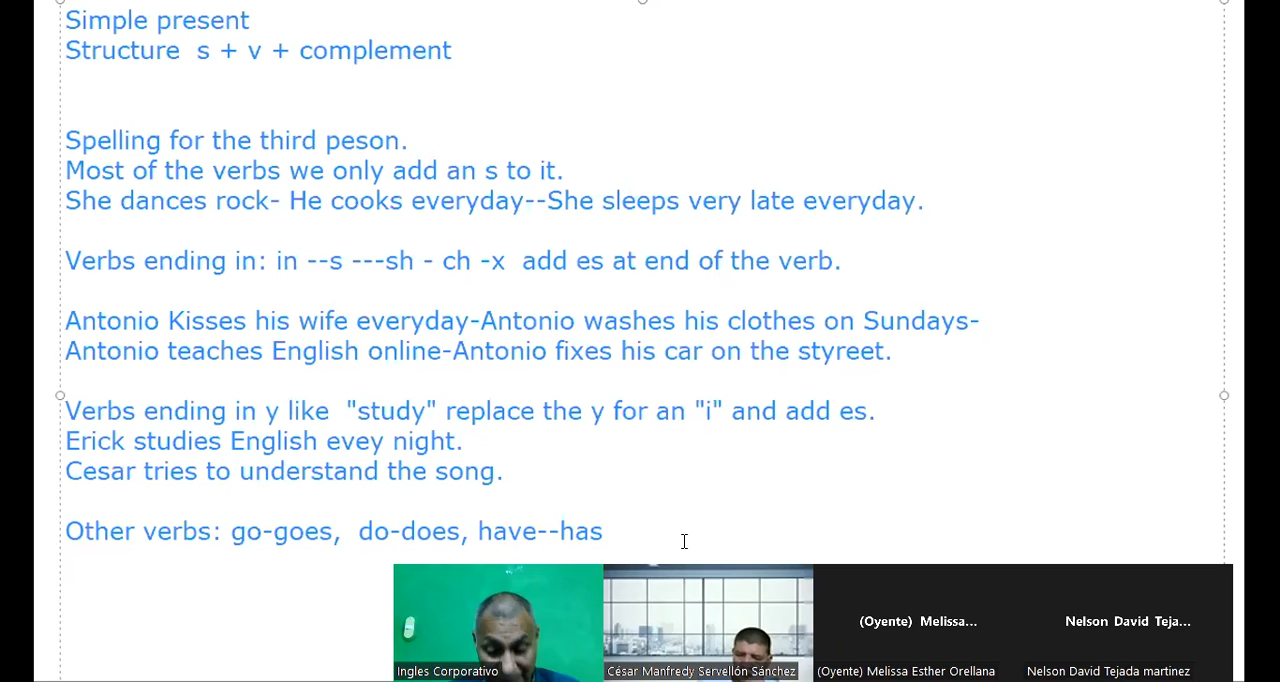 Simple present
Structure  s + v + complement
Spelling for the third peson.
Most of the verbs we only add an s to it.
She dances rock- He cooks everyday--She sleeps very late everyday.
Verbs ending in: in --s ---sh - ch -x  add es at end of the verb.
Antonio Kisses his wife everyday-Antonio washes his clothes on Sundays-
Antonio teaches English online-Antonio fixes his car on the styreet.
Verbs ending in y like  "study" replace the y for an "i" and add es.
Erick studies English evey night.
Cesar tries to understand the song.
Other verbs: go-goes,  do-does, have--has
(Oyente) Melissa...
Nelson David Teja...
Ingles Corporativo
César Manfredy Servellón Sánchez
(Oyente) Melissa Esther Orellana
Nelson David Tejada martinez